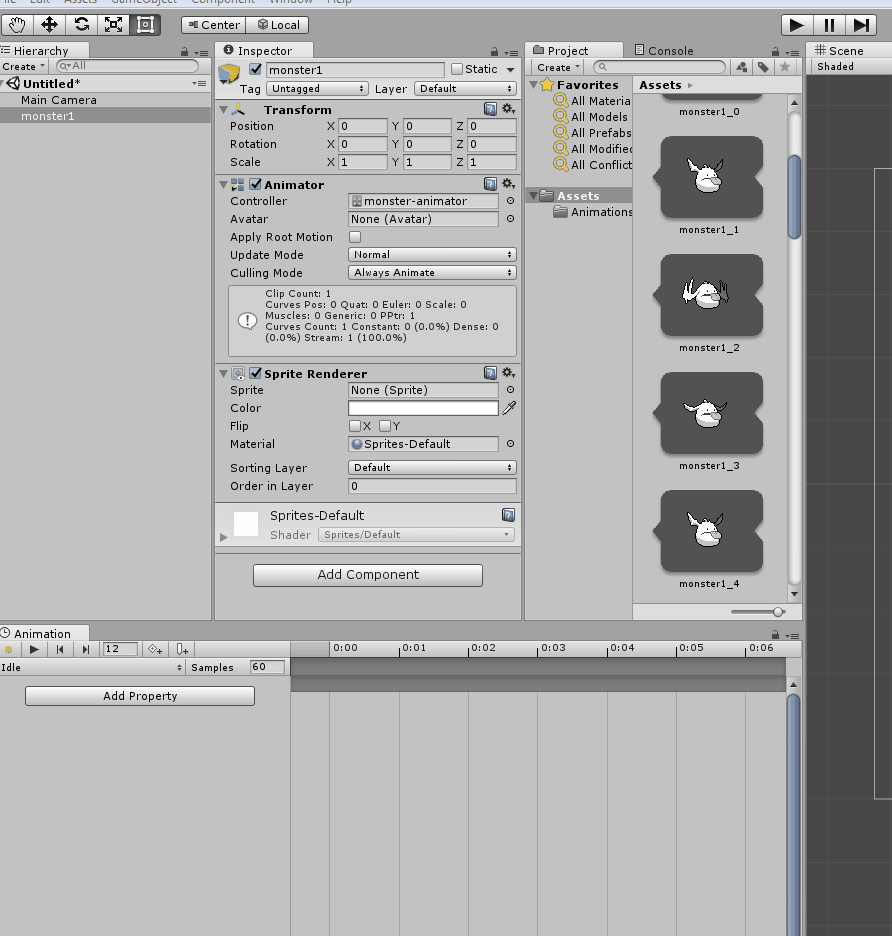 File Edit Assets GameObject Component Window Help
Center Local
Hierarchy
Create All
Untitled*
Main Camera
monster1
Inspector
monster1 Static
Tag Untagged Layer Default
Transform
Position X 0 Y 0 Z 0
Rotation X 0 Y 0 Z 0
Scale X 1 Y 1 Z 1
Animator
Controller monster-animator
Avatar None (Avatar)
Apply Root Motion
Update Mode Normal
Culling Mode Always Animate
Clip Count: 1
Curves Pos: 0 Quat: 0 Euler: 0 Scale: 0
Muscles: 0 Generic: 0 PPtr: 1
Curves Count: 1 Constant: 0 (0.0%) Dense: 0
(0.0%) Stream: 1 (100.0%)
Sprite Renderer
Sprite None (Sprite)
Color
Flip X Y
Material Sprites-Default
Sorting Layer Default
Order in Layer 0
Sprites-Default
Shader Sprites/Default
Add Component
Project Console
Create
Favorites
All Materia
All Models
All Prefabs
All Modified
All Conflict
Assets
Animations
Assets
monster1_0
monster1_1
monster1_2
monster1_3
monster1_4
Scene
Shaded
Animation
12
Idle Samples 60
Add Property
0:00 0:01 0:02 0:03 0:04 0:05 0:06